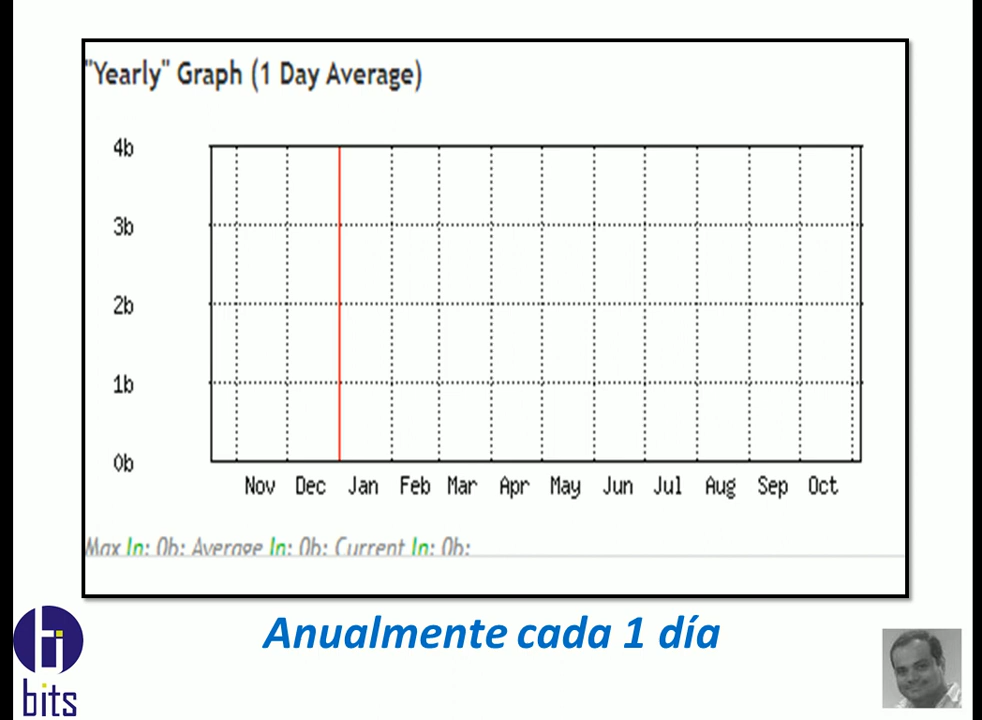 "Yearly" Graph (1 Day Average)
4b
3b
2b
1b
0b
Nov Dec Jan Feb Mar Apr May Jun Jul Aug Sep Oct
Max In: 0b; Average In: 0b; Current In: 0b;
Anualmente cada 1 día
bits